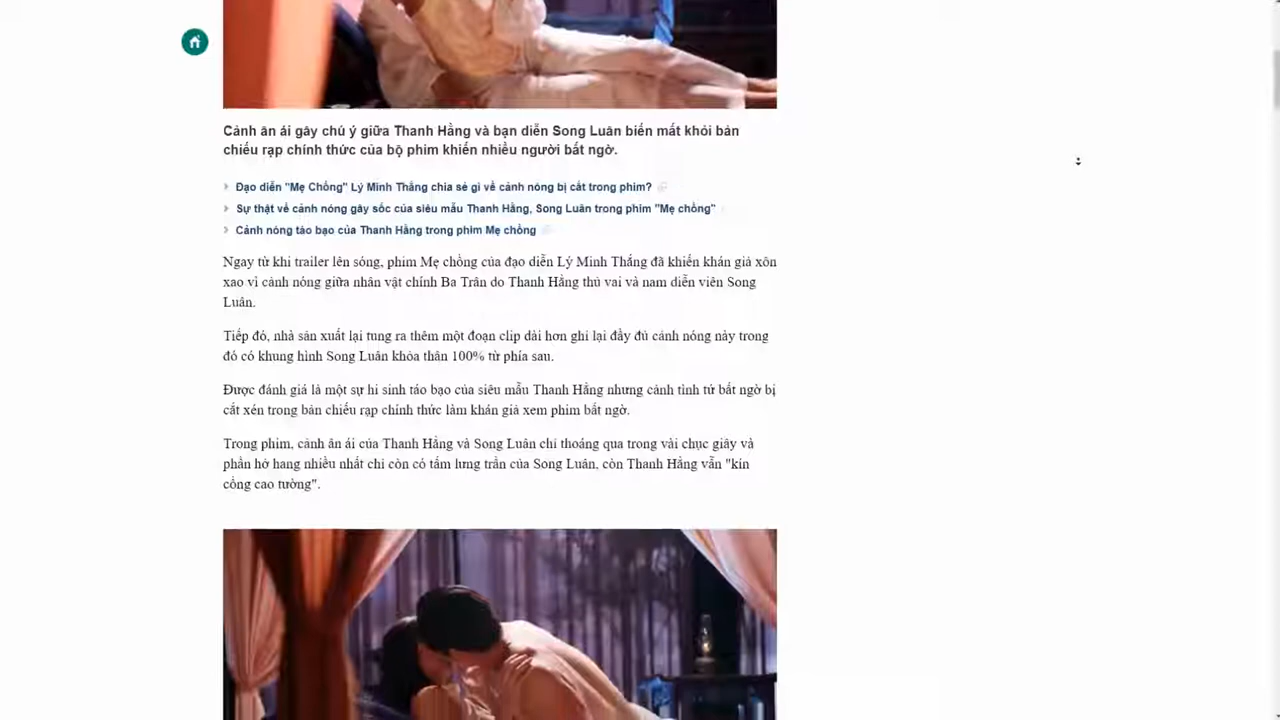 Cảnh ân ái gây chú ý giữa Thanh Hằng và bạn diễn Song Luân biến mất khỏi bản
chiếu rạp chính thức của bộ phim khiến nhiều người bất ngờ.
Đạo diễn "Mẹ Chồng" Lý Minh Thắng chia sẻ gì về cảnh nóng bị cắt trong phim?
Sự thật về cảnh nóng gây sốc của siêu mẫu Thanh Hằng, Song Luân trong phim "Mẹ chồng"
Cảnh nóng táo bạo của Thanh Hằng trong phim Mẹ chồng
Ngay từ khi trailer lên sóng, phim Mẹ chồng của đạo diễn Lý Minh Thắng đã khiến khán giả xôn
xao vì cảnh nóng giữa nhân vật chính Ba Trân do Thanh Hằng thủ vai và nam diễn viên Song
Luân.
Tiếp đó, nhà sản xuất lại tung ra thêm một đoạn clip dài hơn ghi lại đầy đủ cảnh nóng này trong
đó có khung hình Song Luân khỏa thân 100% từ phía sau.
Được đánh giá là một sự hi sinh táo bạo của siêu mẫu Thanh Hằng nhưng cảnh tình tứ bất ngờ bị
cắt xén trong bản chiếu rạp chính thức làm khán giả xem phim bất ngờ.
Trong phim, cảnh ân ái của Thanh Hằng và Song Luân chỉ thoáng qua trong vài chục giây và
phần hở hang nhiều nhất chỉ còn có tấm lưng trần của Song Luân, còn Thanh Hằng vẫn "kín
cổng cao tường".